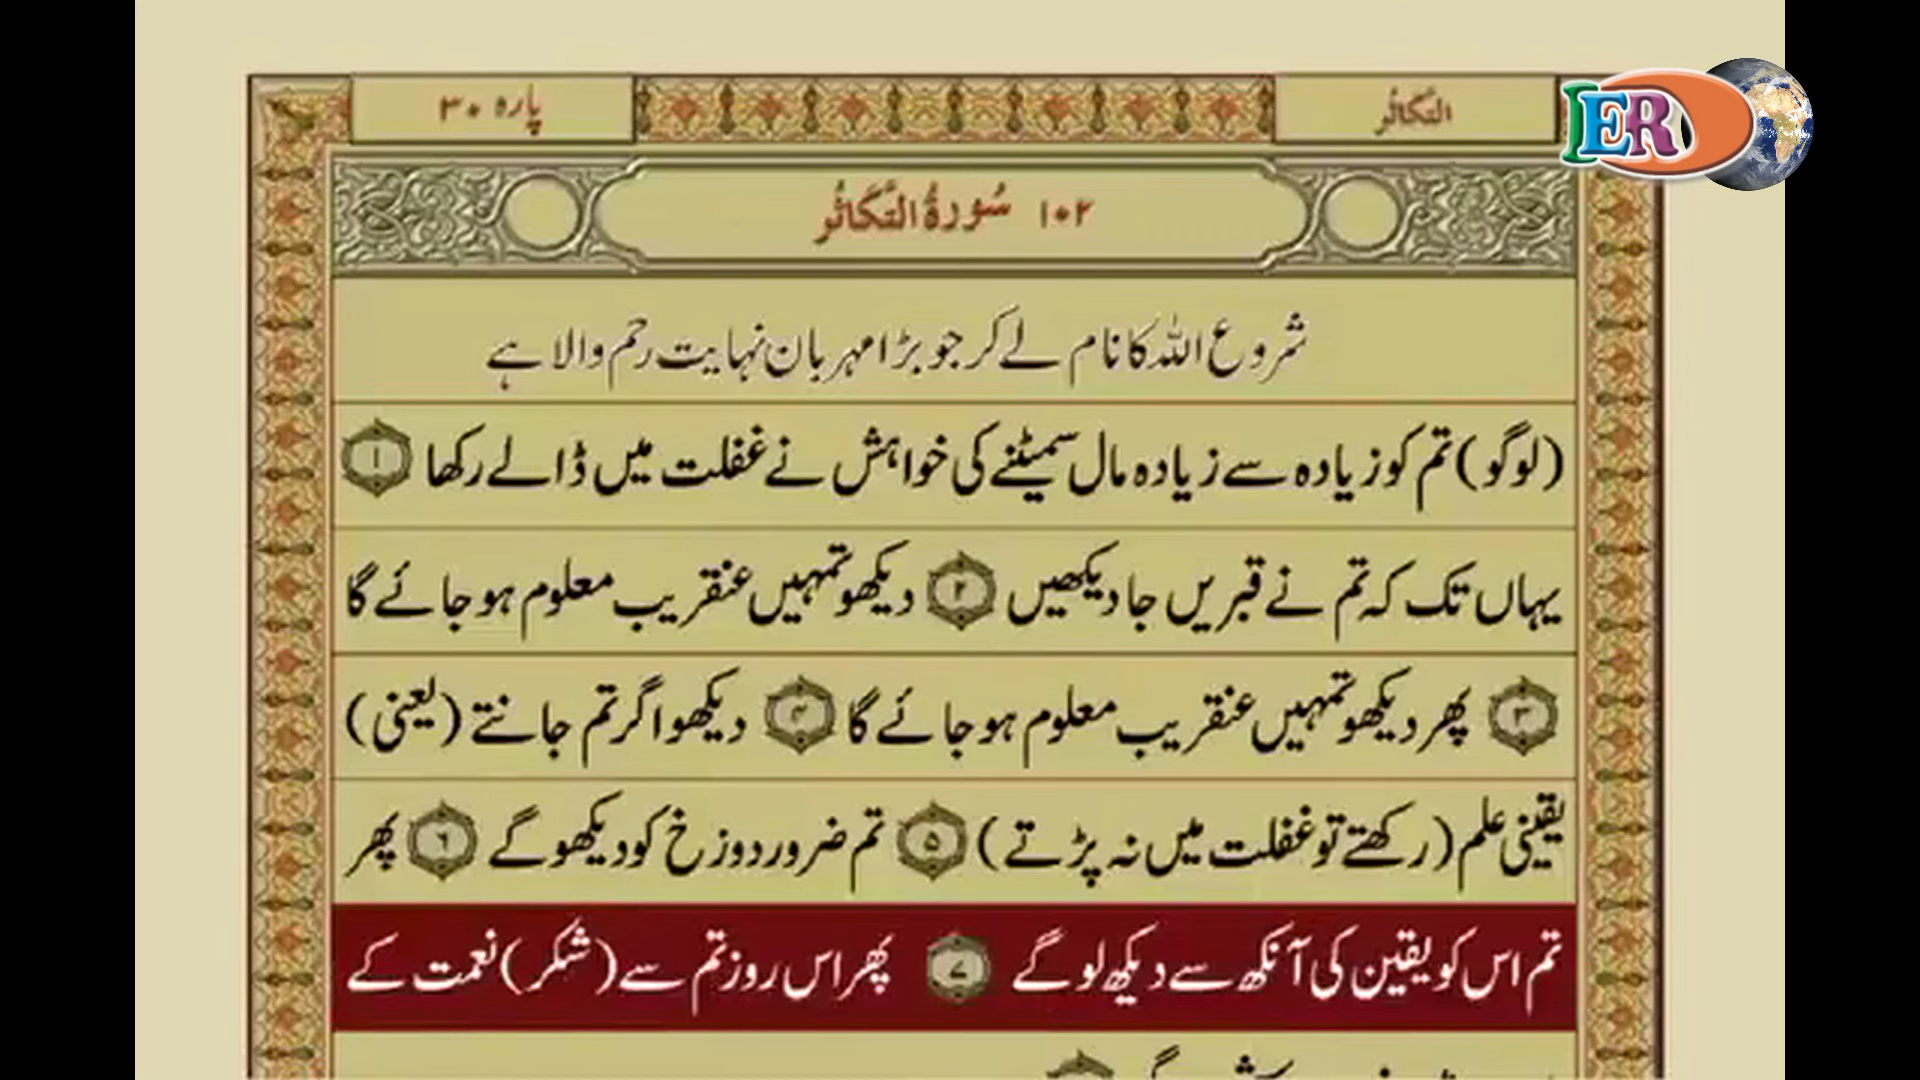 پارہ ۳۰
التکاثر
IERD
۱۰۲ سُورۃُ التَّکَاثُر
شروع اللہ کا نام لے کر جو بڑا مہربان نہایت رحم والا ہے
(لوگو) تم کو زیادہ سے زیادہ مال سمیٹنے کی خواہش نے غفلت میں ڈالے رکھا ۱
یہاں تک کہ تم نے قبریں جا دیکھیں ۲ دیکھو تمہیں عنقریب معلوم ہو جائے گا
۳ پھر دیکھو تمہیں عنقریب معلوم ہو جائے گا ۴ دیکھو اگر تم جانتے (یعنی)
یقینی علم (رکھتے تو غفلت میں نہ پڑتے) ۵ تم ضرور دوزخ کو دیکھو گے ۶ پھر
تم اس کو یقین کی آنکھ سے دیکھ لو گے ۷ پھر اس روز تم سے (شکر) نعمت کے